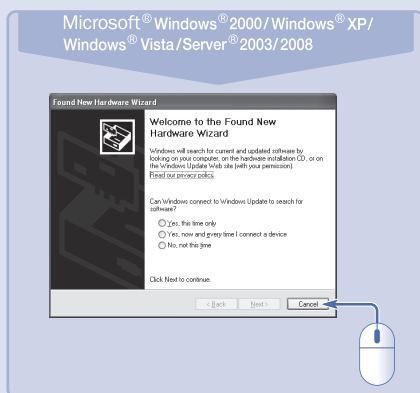 Microsoft® Windows® 2000/Windows® XP/
Windows® Vista/Server® 2003/2008
Found New Hardware Wizard
Welcome to the Found New
Hardware Wizard
Windows will search for current and updated software by
looking on your computer, on the hardware installation CD, or on
the Windows Update Web site (with your permission).
Read our privacy policy
Can Windows connect to Windows Update to search for
software?
Yes, this time only
Yes, now and every time I connect a device
No, not this time
Click Next to continue.
< Back Next > Cancel